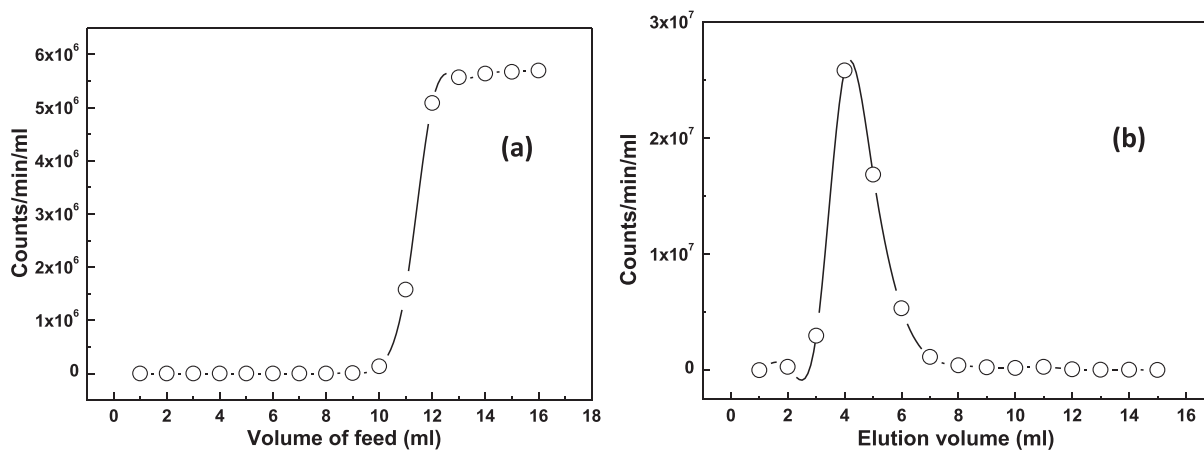 6x10⁶
5x10⁶
4x10⁶
3x10⁶
2x10⁶
1x10⁶
0
Counts/min/ml
(a)
0 2 4 6 8 10 12 14 16 18
Volume of feed (ml)
3x10⁷
2x10⁷
1x10⁷
0
Counts/min/ml
(b)
0 2 4 6 8 10 12 14 16
Elution volume (ml)